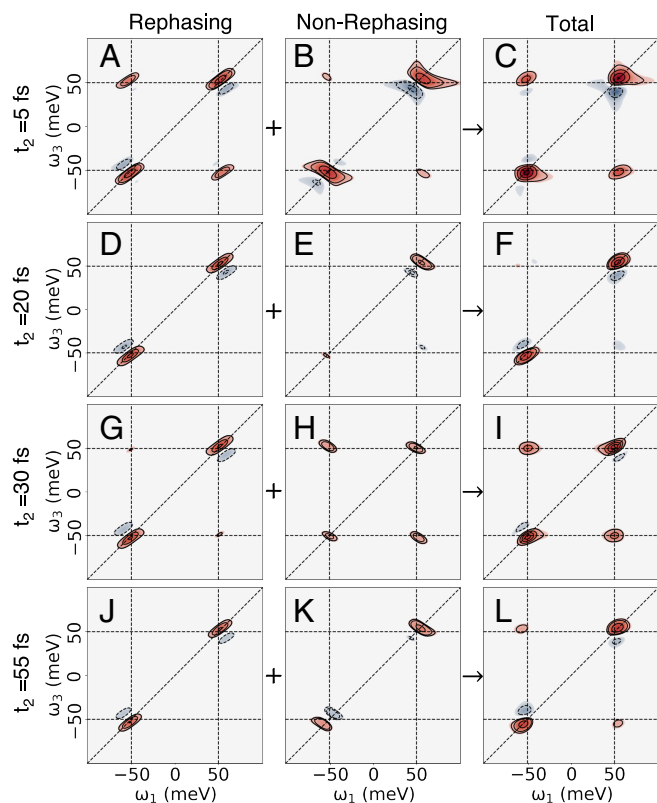 Rephasing Non-Rephasing Total
A + B → C
t₂ =5 fs
ω₃ (meV)
50
0
−50
D + E → F
t₂ =20 fs
ω₃ (meV)
50
0
−50
G + H → I
t₂ =30 fs
ω₃ (meV)
50
0
−50
J + K → L
t₂ =55 fs
ω₃ (meV)
50
0
−50
−50 0 50 −50 0 50 −50 0 50
ω₁ (meV) ω₁ (meV) ω₁ (meV)